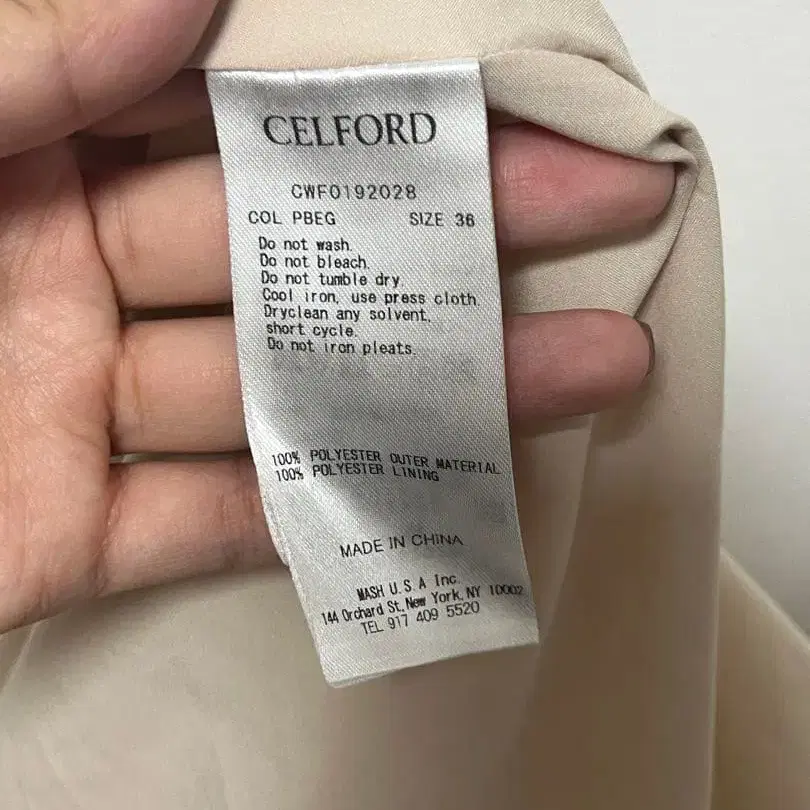 CELFORD
CWF0192028
COL PBEG SIZE 36
Do not wash.
Do not bleach.
Do not tumble dry.
Cool iron, use press cloth.
Dryclean any solvent,
short cycle.
Do not iron pleats.
100% POLYESTER OUTER MATERIAL
100% POLYESTER LINING
MADE IN CHINA
MASH U.S.A Inc.
144 Orchard St, New York, NY 10002
TEL 917 409 5520